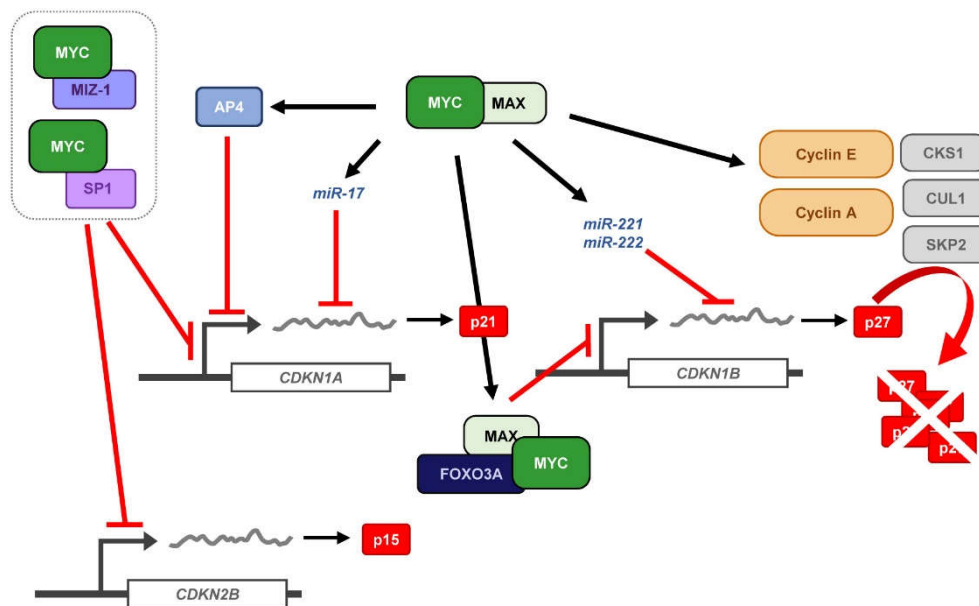 MYC
MIZ-1
MYC
SP1
AP4
MYC
MAX
miR-17
miR-221
miR-222
Cyclin E
Cyclin A
CKS1
CUL1
SKP2
p21
p27
CDKN1A
CDKN1B
p27
MAX
FOXO3A
MYC
p15
CDKN2B